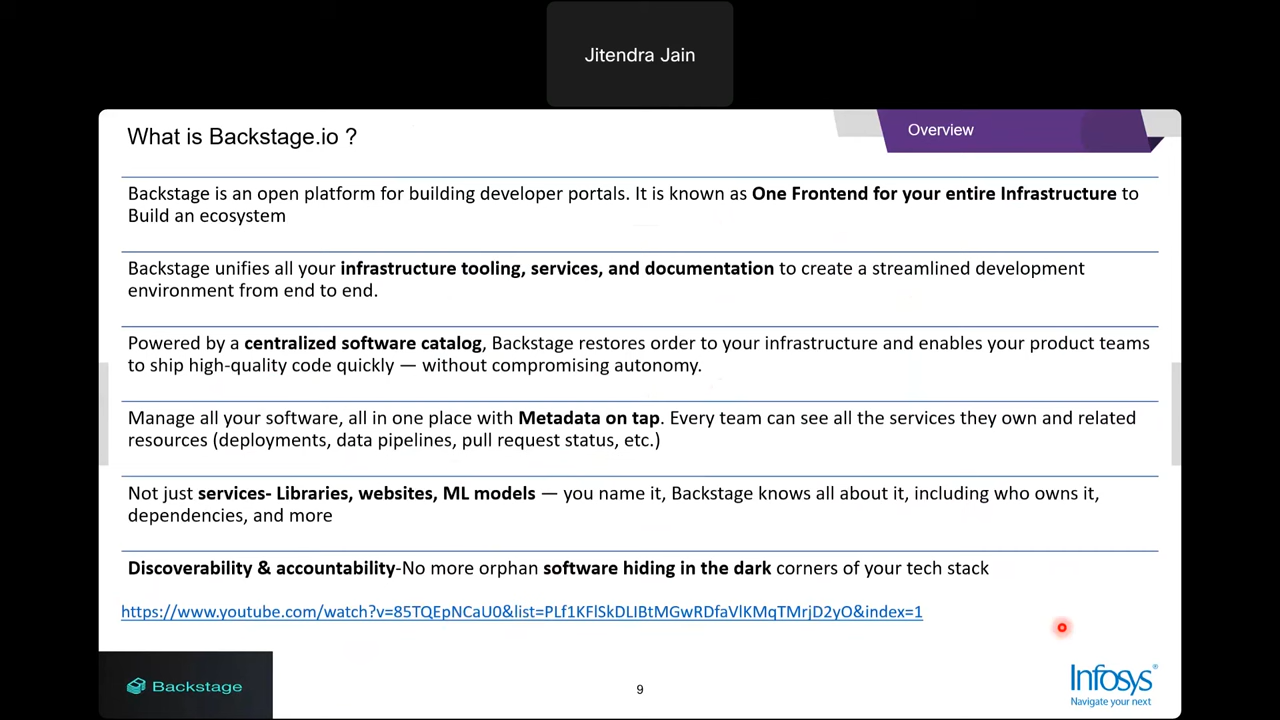 Jitendra Jain
What is Backstage.io ?
Overview
Backstage is an open platform for building developer portals. It is known as One Frontend for your entire Infrastructure to
Build an ecosystem
Backstage unifies all your infrastructure tooling, services, and documentation to create a streamlined development
environment from end to end.
Powered by a centralized software catalog, Backstage restores order to your infrastructure and enables your product teams
to ship high-quality code quickly — without compromising autonomy.
Manage all your software, all in one place with Metadata on tap. Every team can see all the services they own and related
resources (deployments, data pipelines, pull request status, etc.)
Not just services- Libraries, websites, ML models — you name it, Backstage knows all about it, including who owns it,
dependencies, and more
Discoverability & accountability-No more orphan software hiding in the dark corners of your tech stack
https://www.youtube.com/watch?v=85TQEpNCaU0&list=PLf1KFlSkDLIBtMGwRDfaVlKMqTMrjD2yO&index=1
Backstage
9
Infosys®
Navigate your next